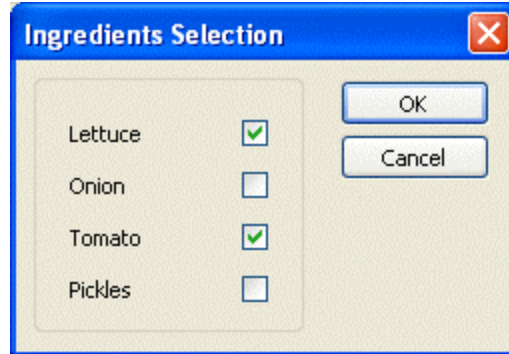 Ingredients Selection
OK
Lettuce
Cancel
Onion
Tomato
Pickles